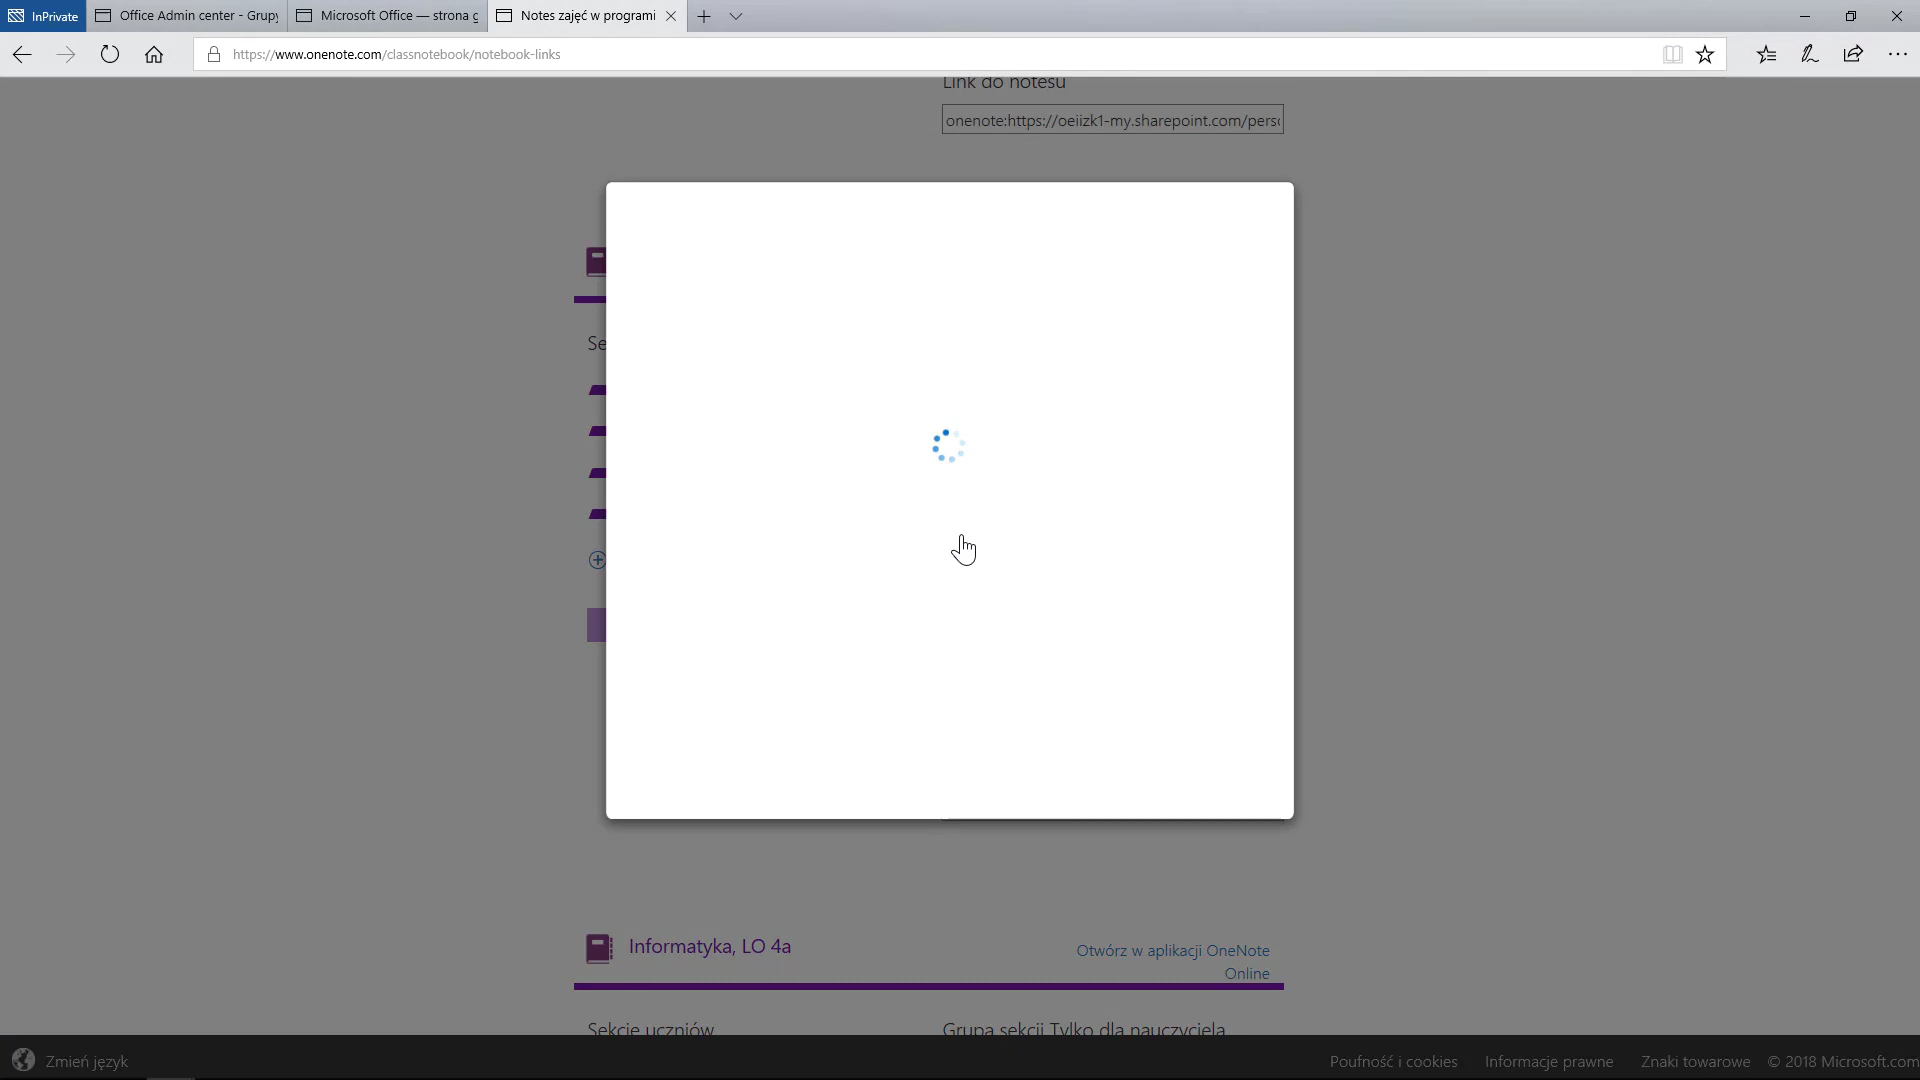 InPrivate
Office Admin center - Grupy
Microsoft Office — strona g
Notes zajęć w programi
https://www.onenote.com/classnotebook/notebook-links
Link do notesu
onenote:https://oeiizk1-my.sharepoint.com/perso
Se
Informatyka, LO 4a
Otwórz w aplikacji OneNote
Online
Sekcje uczniów
Grupa sekcji Tylko dla nauczyciela
Zmień język
Poufność i cookies
Informacje prawne
Znaki towarowe
© 2018 Microsoft.com